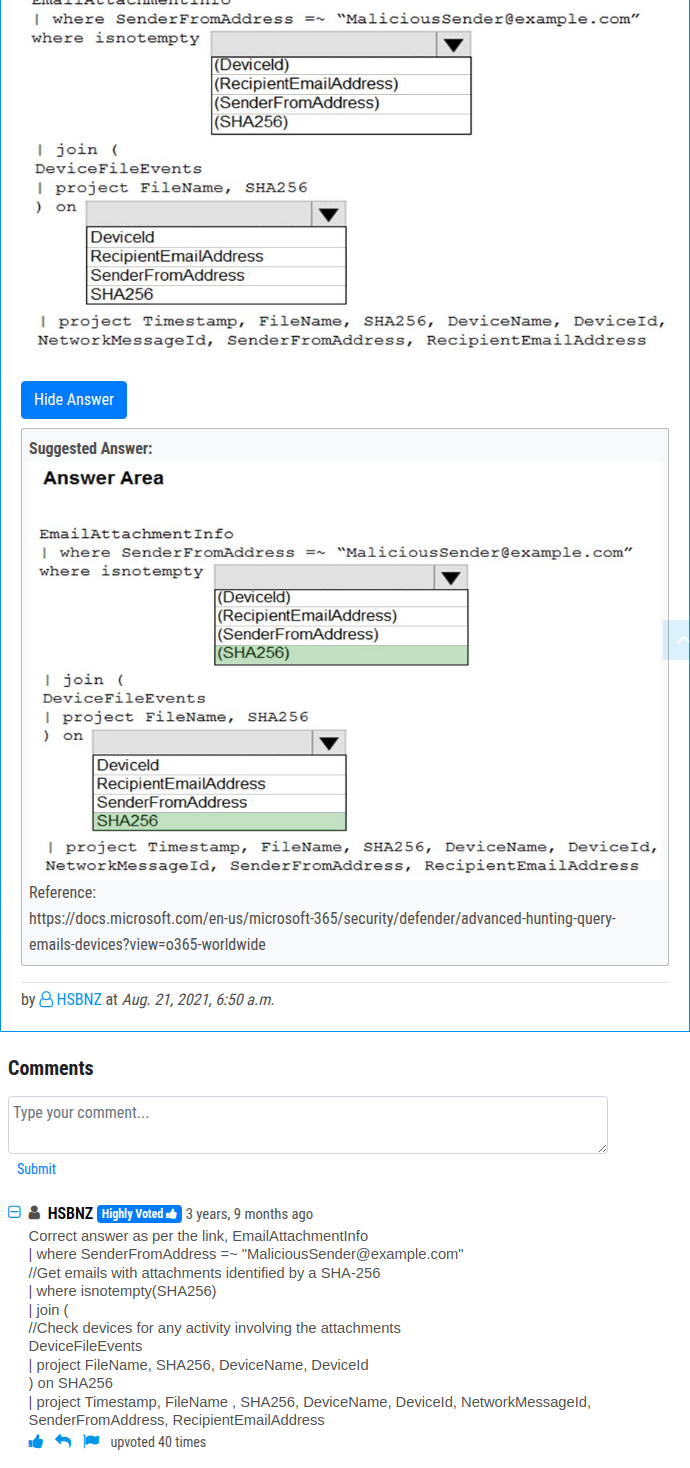 EmailAttachmentInfo
| where SenderFromAddress =~ “MaliciousSender@example.com”
where isnotempty
(DeviceId)
(RecipientEmailAddress)
(SenderFromAddress)
(SHA256)
| join (
DeviceFileEvents
| project FileName, SHA256
) on
DeviceId
RecipientEmailAddress
SenderFromAddress
SHA256
| project Timestamp, FileName, SHA256, DeviceName, DeviceId,
NetworkMessageId, SenderFromAddress, RecipientEmailAddress
Hide Answer
Suggested Answer:
Answer Area
EmailAttachmentInfo
| where SenderFromAddress =~ “MaliciousSender@example.com”
where isnotempty
(DeviceId)
(RecipientEmailAddress)
(SenderFromAddress)
(SHA256)
| join (
DeviceFileEvents
| project FileName, SHA256
) on
DeviceId
RecipientEmailAddress
SenderFromAddress
SHA256
| project Timestamp, FileName, SHA256, DeviceName, DeviceId,
NetworkMessageId, SenderFromAddress, RecipientEmailAddress
Reference:
https://docs.microsoft.com/en-us/microsoft-365/security/defender/advanced-hunting-query-
emails-devices?view=o365-worldwide
by HSBNZ at Aug. 21, 2021, 6:50 a.m.
Comments
Type your comment...
Submit
HSBNZ Highly Voted 3 years, 9 months ago
Correct answer as per the link, EmailAttachmentInfo
| where SenderFromAddress =~ "MaliciousSender@example.com"
//Get emails with attachments identified by a SHA-256
| where isnotempty(SHA256)
| join (
//Check devices for any activity involving the attachments
DeviceFileEvents
| project FileName, SHA256, DeviceName, DeviceId
) on SHA256
| project Timestamp, FileName , SHA256, DeviceName, DeviceId, NetworkMessageId,
SenderFromAddress, RecipientEmailAddress
upvoted 40 times